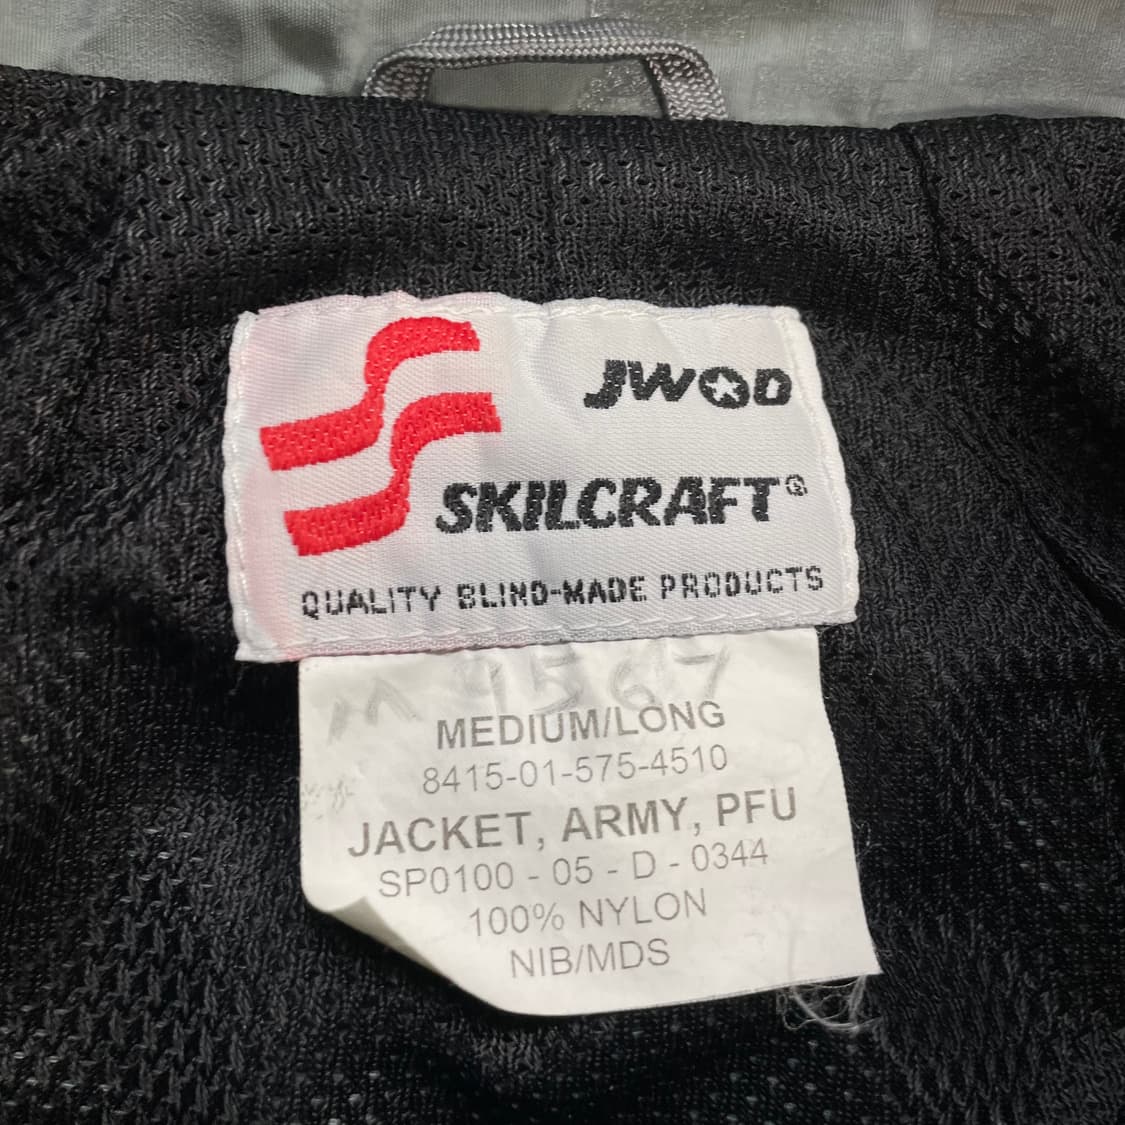 JWOD
SKILCRAFT®
QUALITY BLIND-MADE PRODUCTS
M 9567
MEDIUM/LONG
8415-01-575-4510
JACKET, ARMY, PFU
SP0100 - 05 - D - 0344
100% NYLON
NIB/MDS